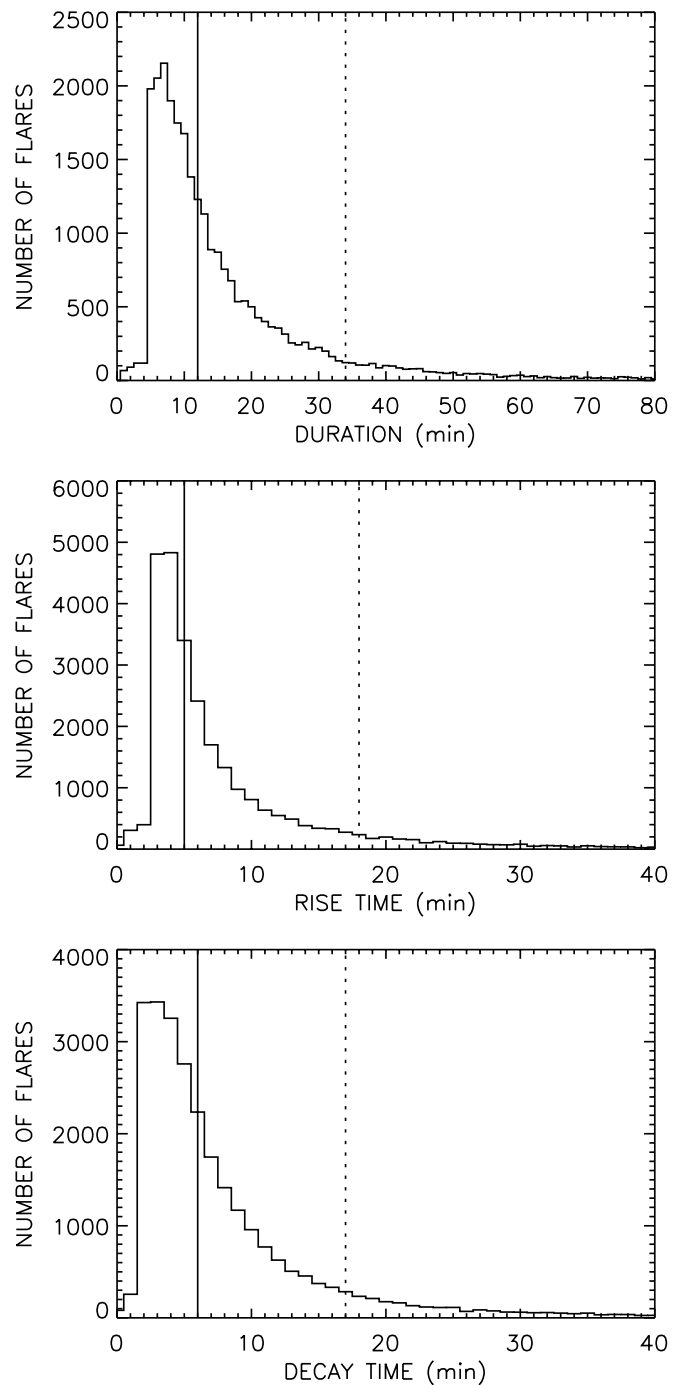 2500
2000
1500
1000
500
0
NUMBER OF FLARES
0 10 20 30 40 50 60 70 80
DURATION (min)
6000
5000
4000
3000
2000
1000
0
NUMBER OF FLARES
0 10 20 30 40
RISE TIME (min)
4000
3000
2000
1000
0
NUMBER OF FLARES
0 10 20 30 40
DECAY TIME (min)